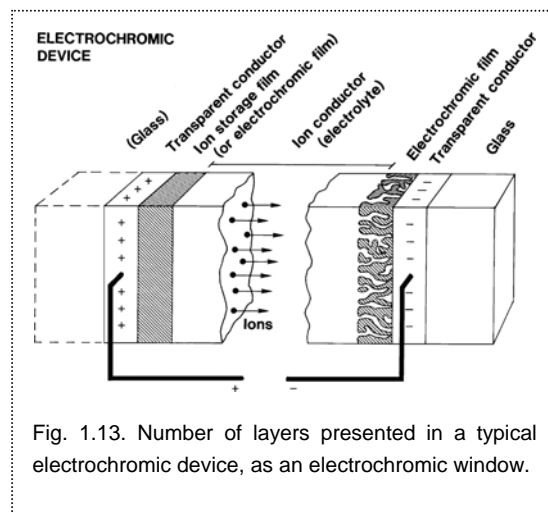 ELECTROCHROMIC
DEVICE
(Glass)
Transparent conductor
Ion storage film
(or electrochromic film)
Ion conductor
(electrolyte)
Electrochromic film
Transparent conductor
Glass
+ + +
− −
+
+
+
+
+
+
+
−
−
−
−
−
−
−
Ions
+ −
Fig. 1.13. Number of layers presented in a typical
electrochromic device, as an electrochromic window.